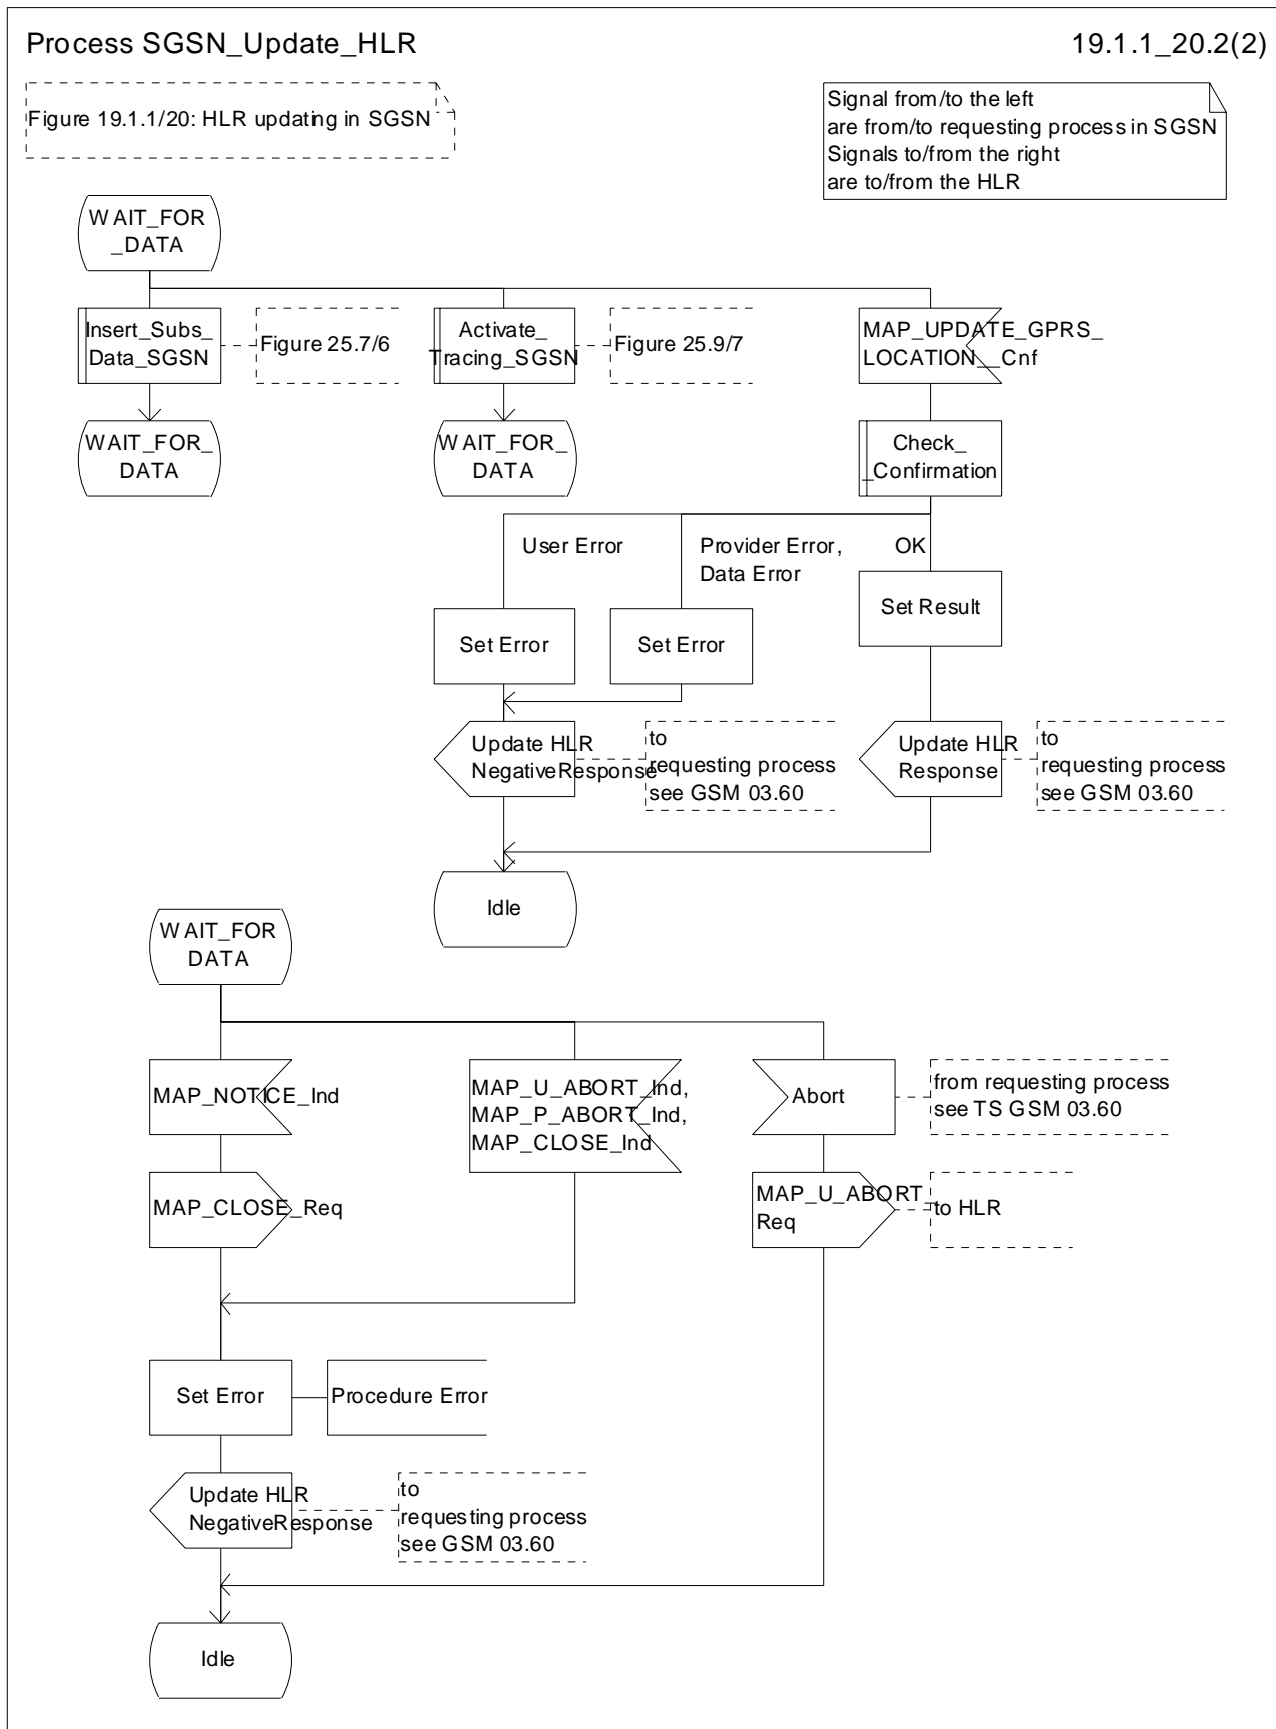 Process SGSN_Update_HLR
19.1.1_20.2(2)
Figure 19.1.1/20: HLR updating in SGSN
Signal from/to the left
are from/to requesting process in SGSN
Signals to/from the right
are to/from the HLR
WAIT_FOR
_DATA
Insert_Subs_
Data_SGSN
Figure 25.7/6
Activate_
Tracing_SGSN
Figure 25.9/7
MAP_UPDATE_GPRS_
LOCATION__Cnf
WAIT_FOR_
DATA
WAIT_FOR_
DATA
Check_
_Confirmation
User Error
Provider Error,
Data Error
OK
Set Error
Set Error
Set Result
Update HLR
NegativeResponse
to
requesting process
see GSM 03.60
Update HLR
Response
to
requesting process
see GSM 03.60
Idle
WAIT_FOR
DATA
MAP_NOTICE_Ind
MAP_U_ABORT_Ind,
MAP_P_ABORT_Ind,
MAP_CLOSE_Ind
Abort
from requesting process
see TS GSM 03.60
MAP_CLOSE_Req
MAP_U_ABORT_
Req
to HLR
Set Error
Procedure Error
Update HLR
NegativeResponse
to
requesting process
see GSM 03.60
Idle